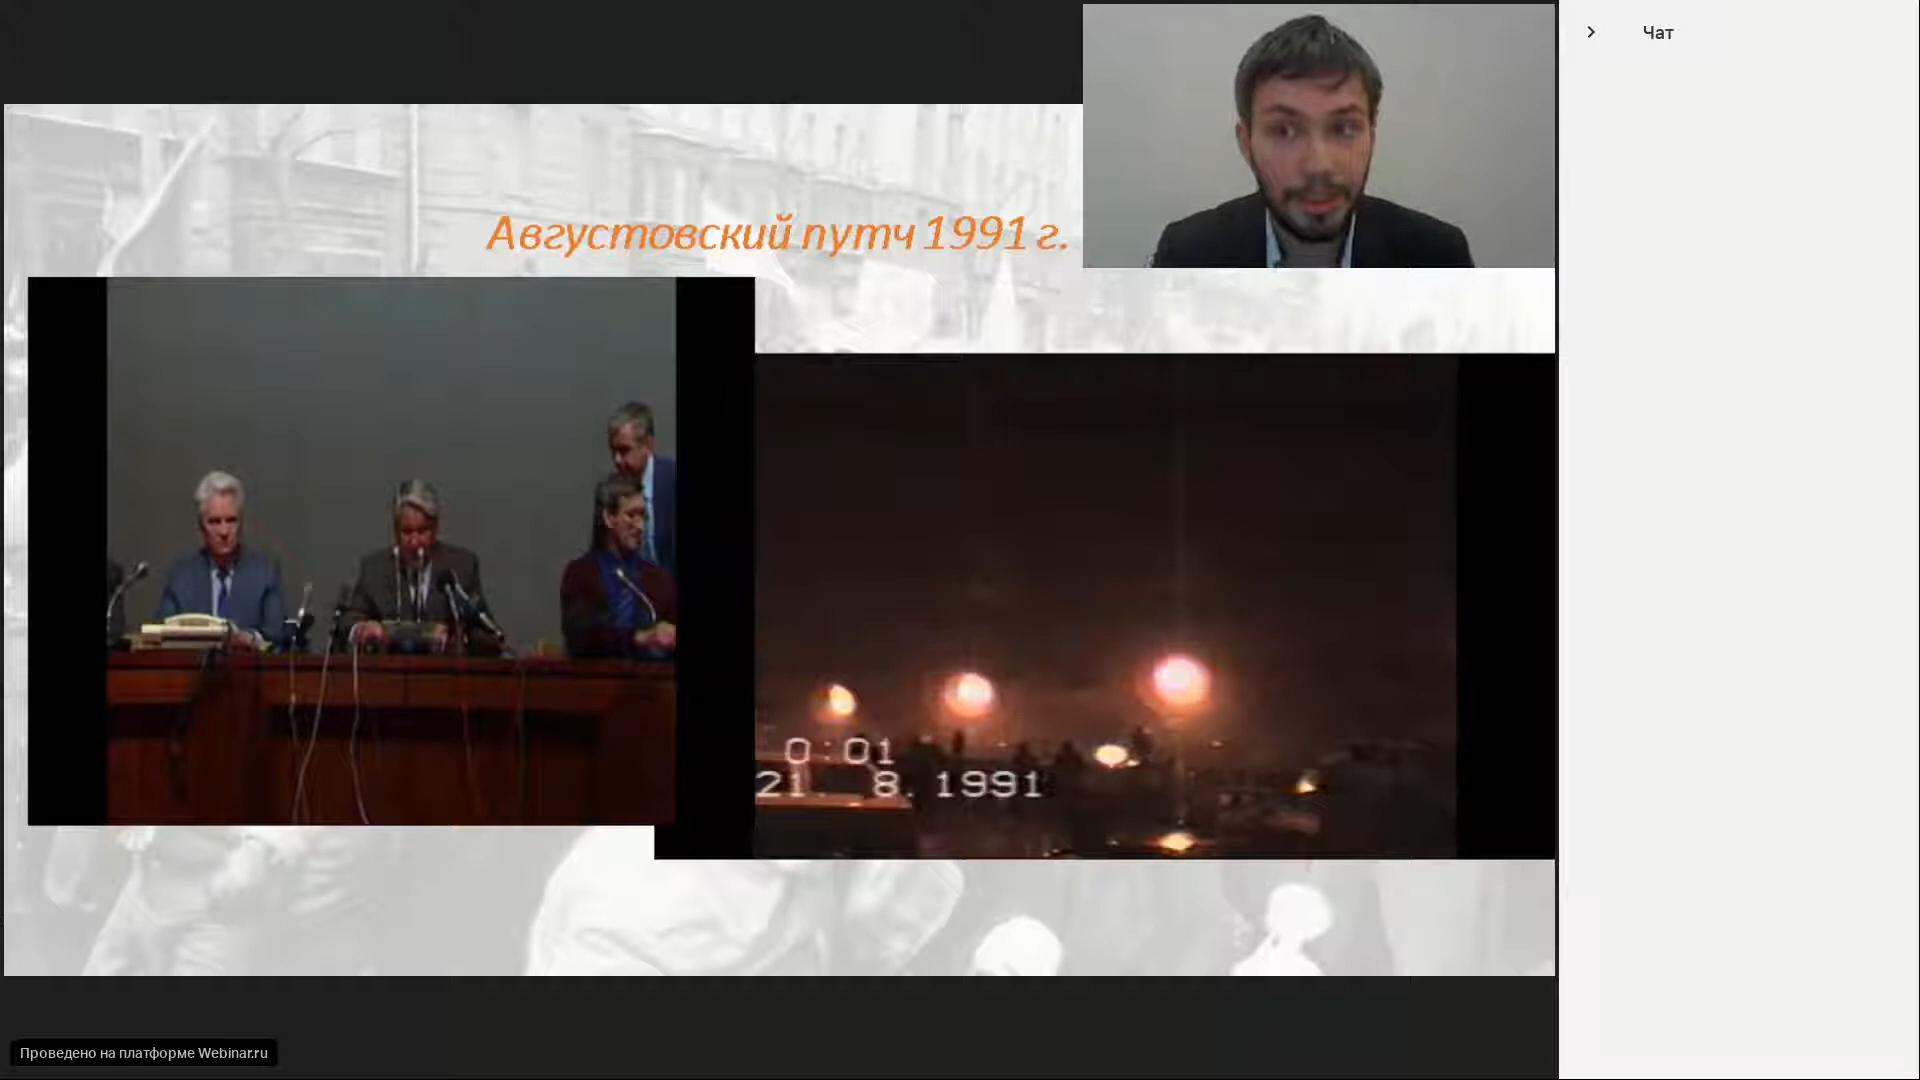 Чат
Августовский путч 1991 г.
0:01
21. 8.1991
Проведено на платформе Webinar.ru